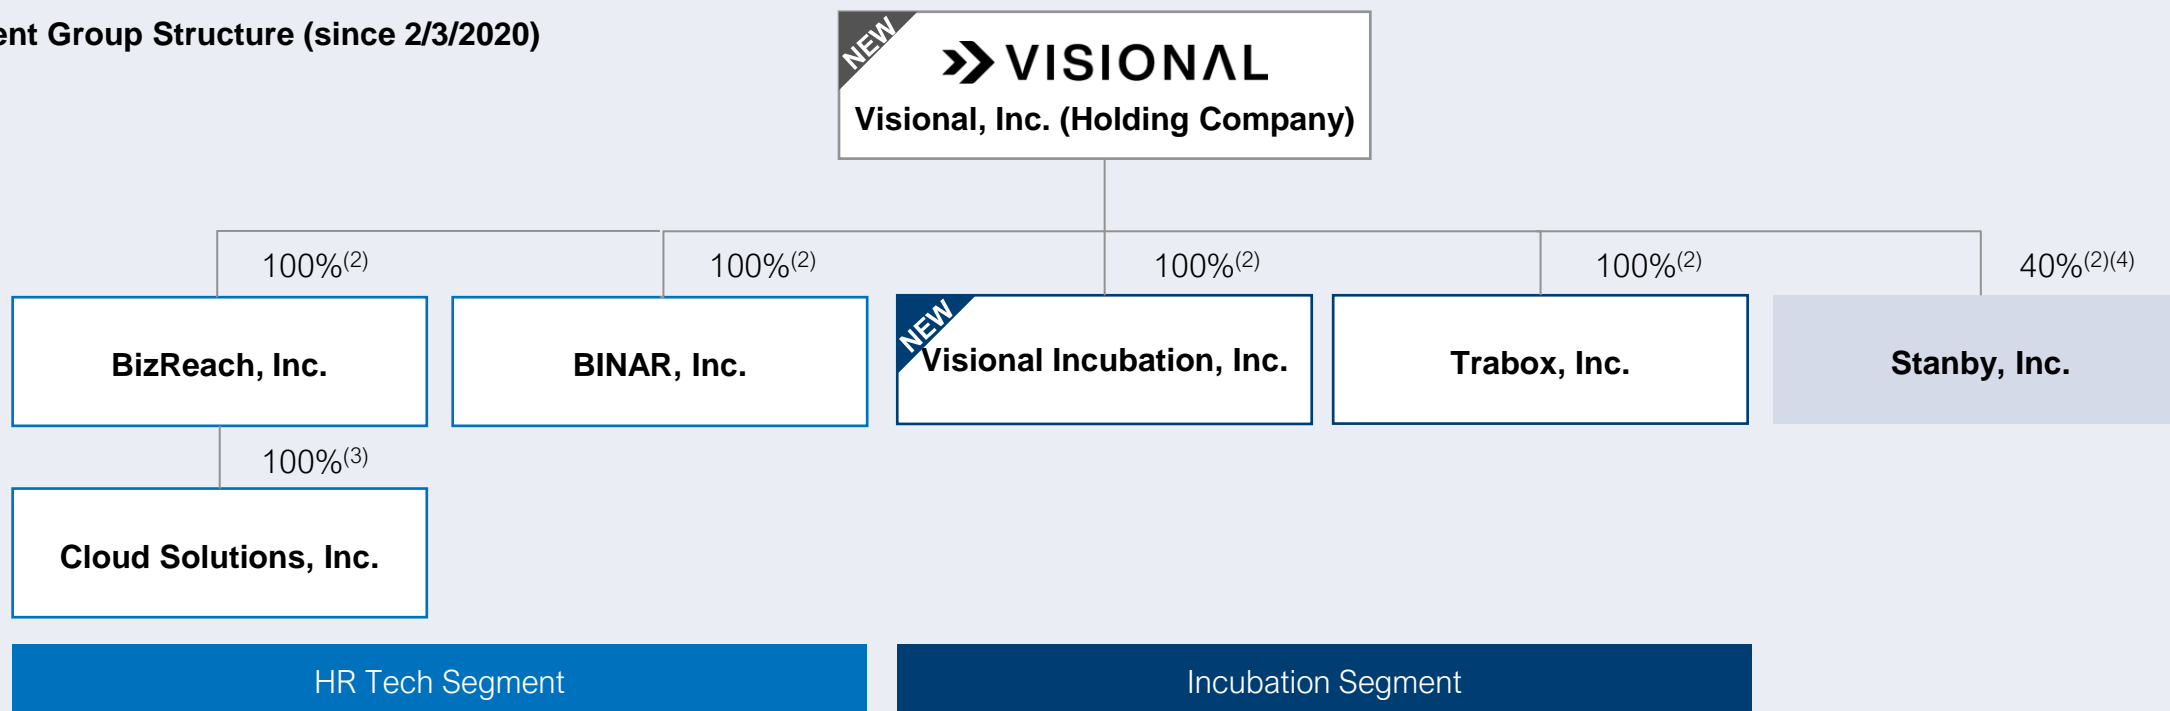 ent Group Structure (since 2/3/2020)
NEW
VISIONAL
Visional, Inc. (Holding Company)
100%(2)
100%(2)
100%(2)
100%(2)
40%(2)(4)
BizReach, Inc.
BINAR, Inc.
NEW
Visional Incubation, Inc.
Trabox, Inc.
Stanby, Inc.
100%(3)
Cloud Solutions, Inc.
HR Tech Segment
Incubation Segment